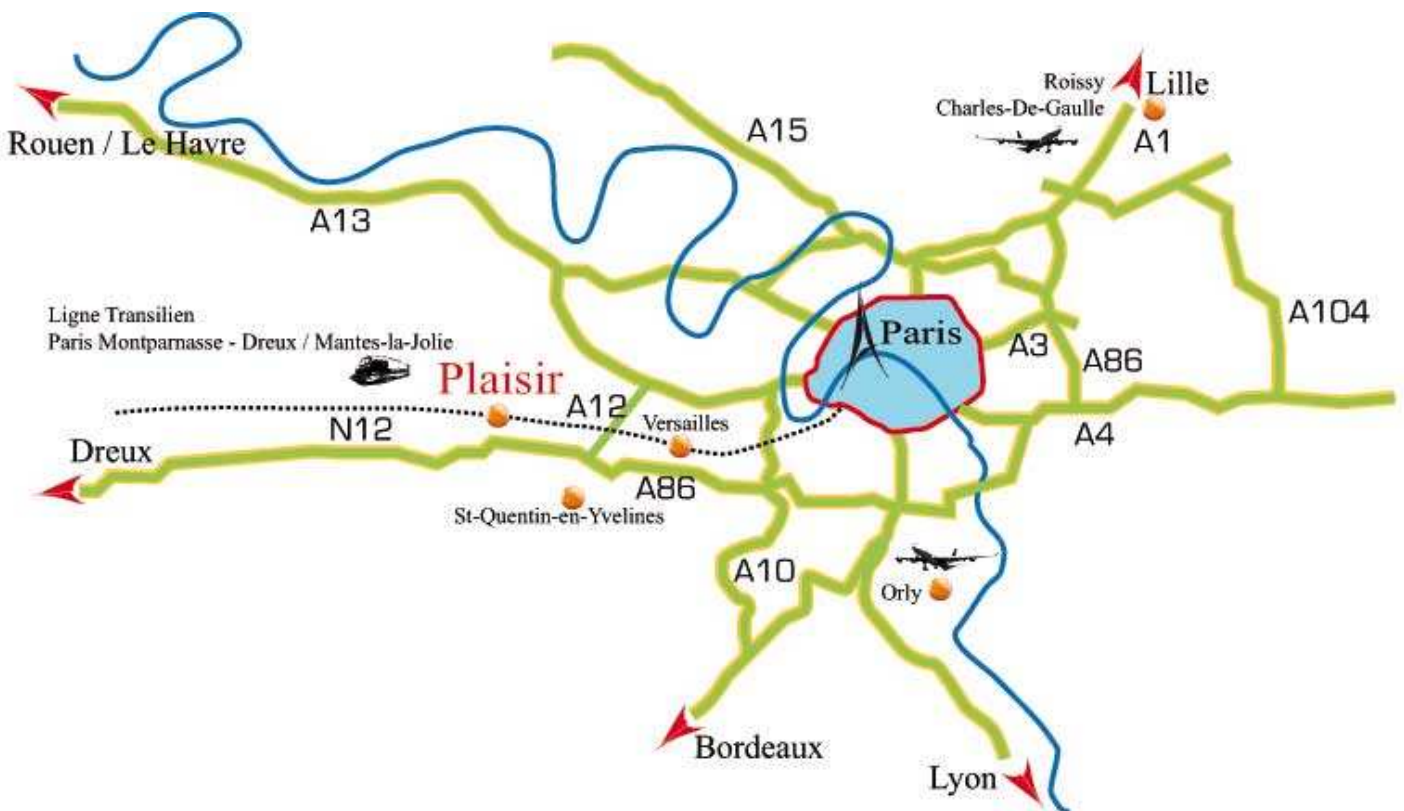 Roissy
Charles-De-Gaulle
Lille
A1
A15
Rouen / Le Havre
A13
Ligne Transilien
Paris Montparnasse - Dreux / Mantes-la-Jolie
Plaisir
Paris
A3
A104
A86
A12
Versailles
N12
A4
Dreux
A86
St-Quentin-en-Yvelines
A10
Orly
Bordeaux
Lyon